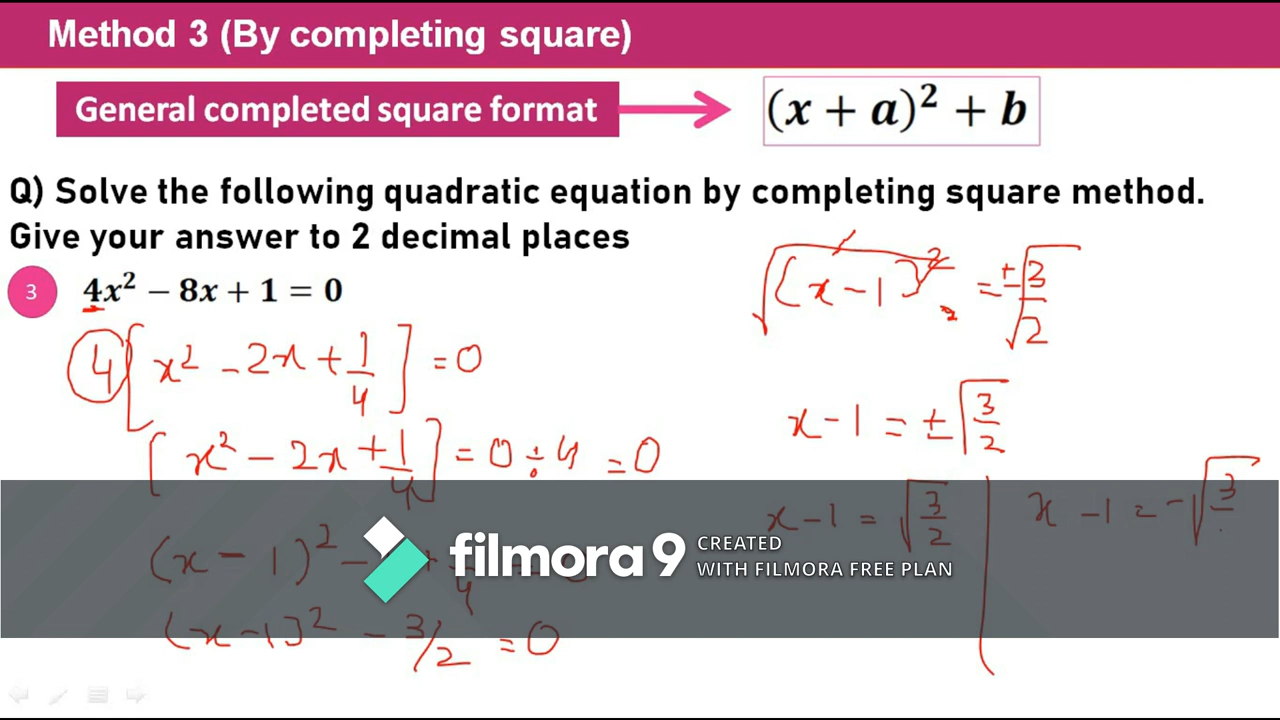 Method 3 (By completing square)
General completed square format
(x + a)² + b
Q) Solve the following quadratic equation by completing square method.
Give your answer to 2 decimal places
3
4x² − 8x + 1 = 0
4[x² − 2x + 1/4] = 0
[x² − 2x + 1/4] = 0 ÷ 4 = 0
(x − 1)² −
(x − 1)² − 3/2 = 0
√(x − 1)² = ± √3/2
x − 1 = ± √3/2
x − 1 = √3/2
x − 1 = −√3
filmora 9
CREATED
WITH FILMORA FREE PLAN